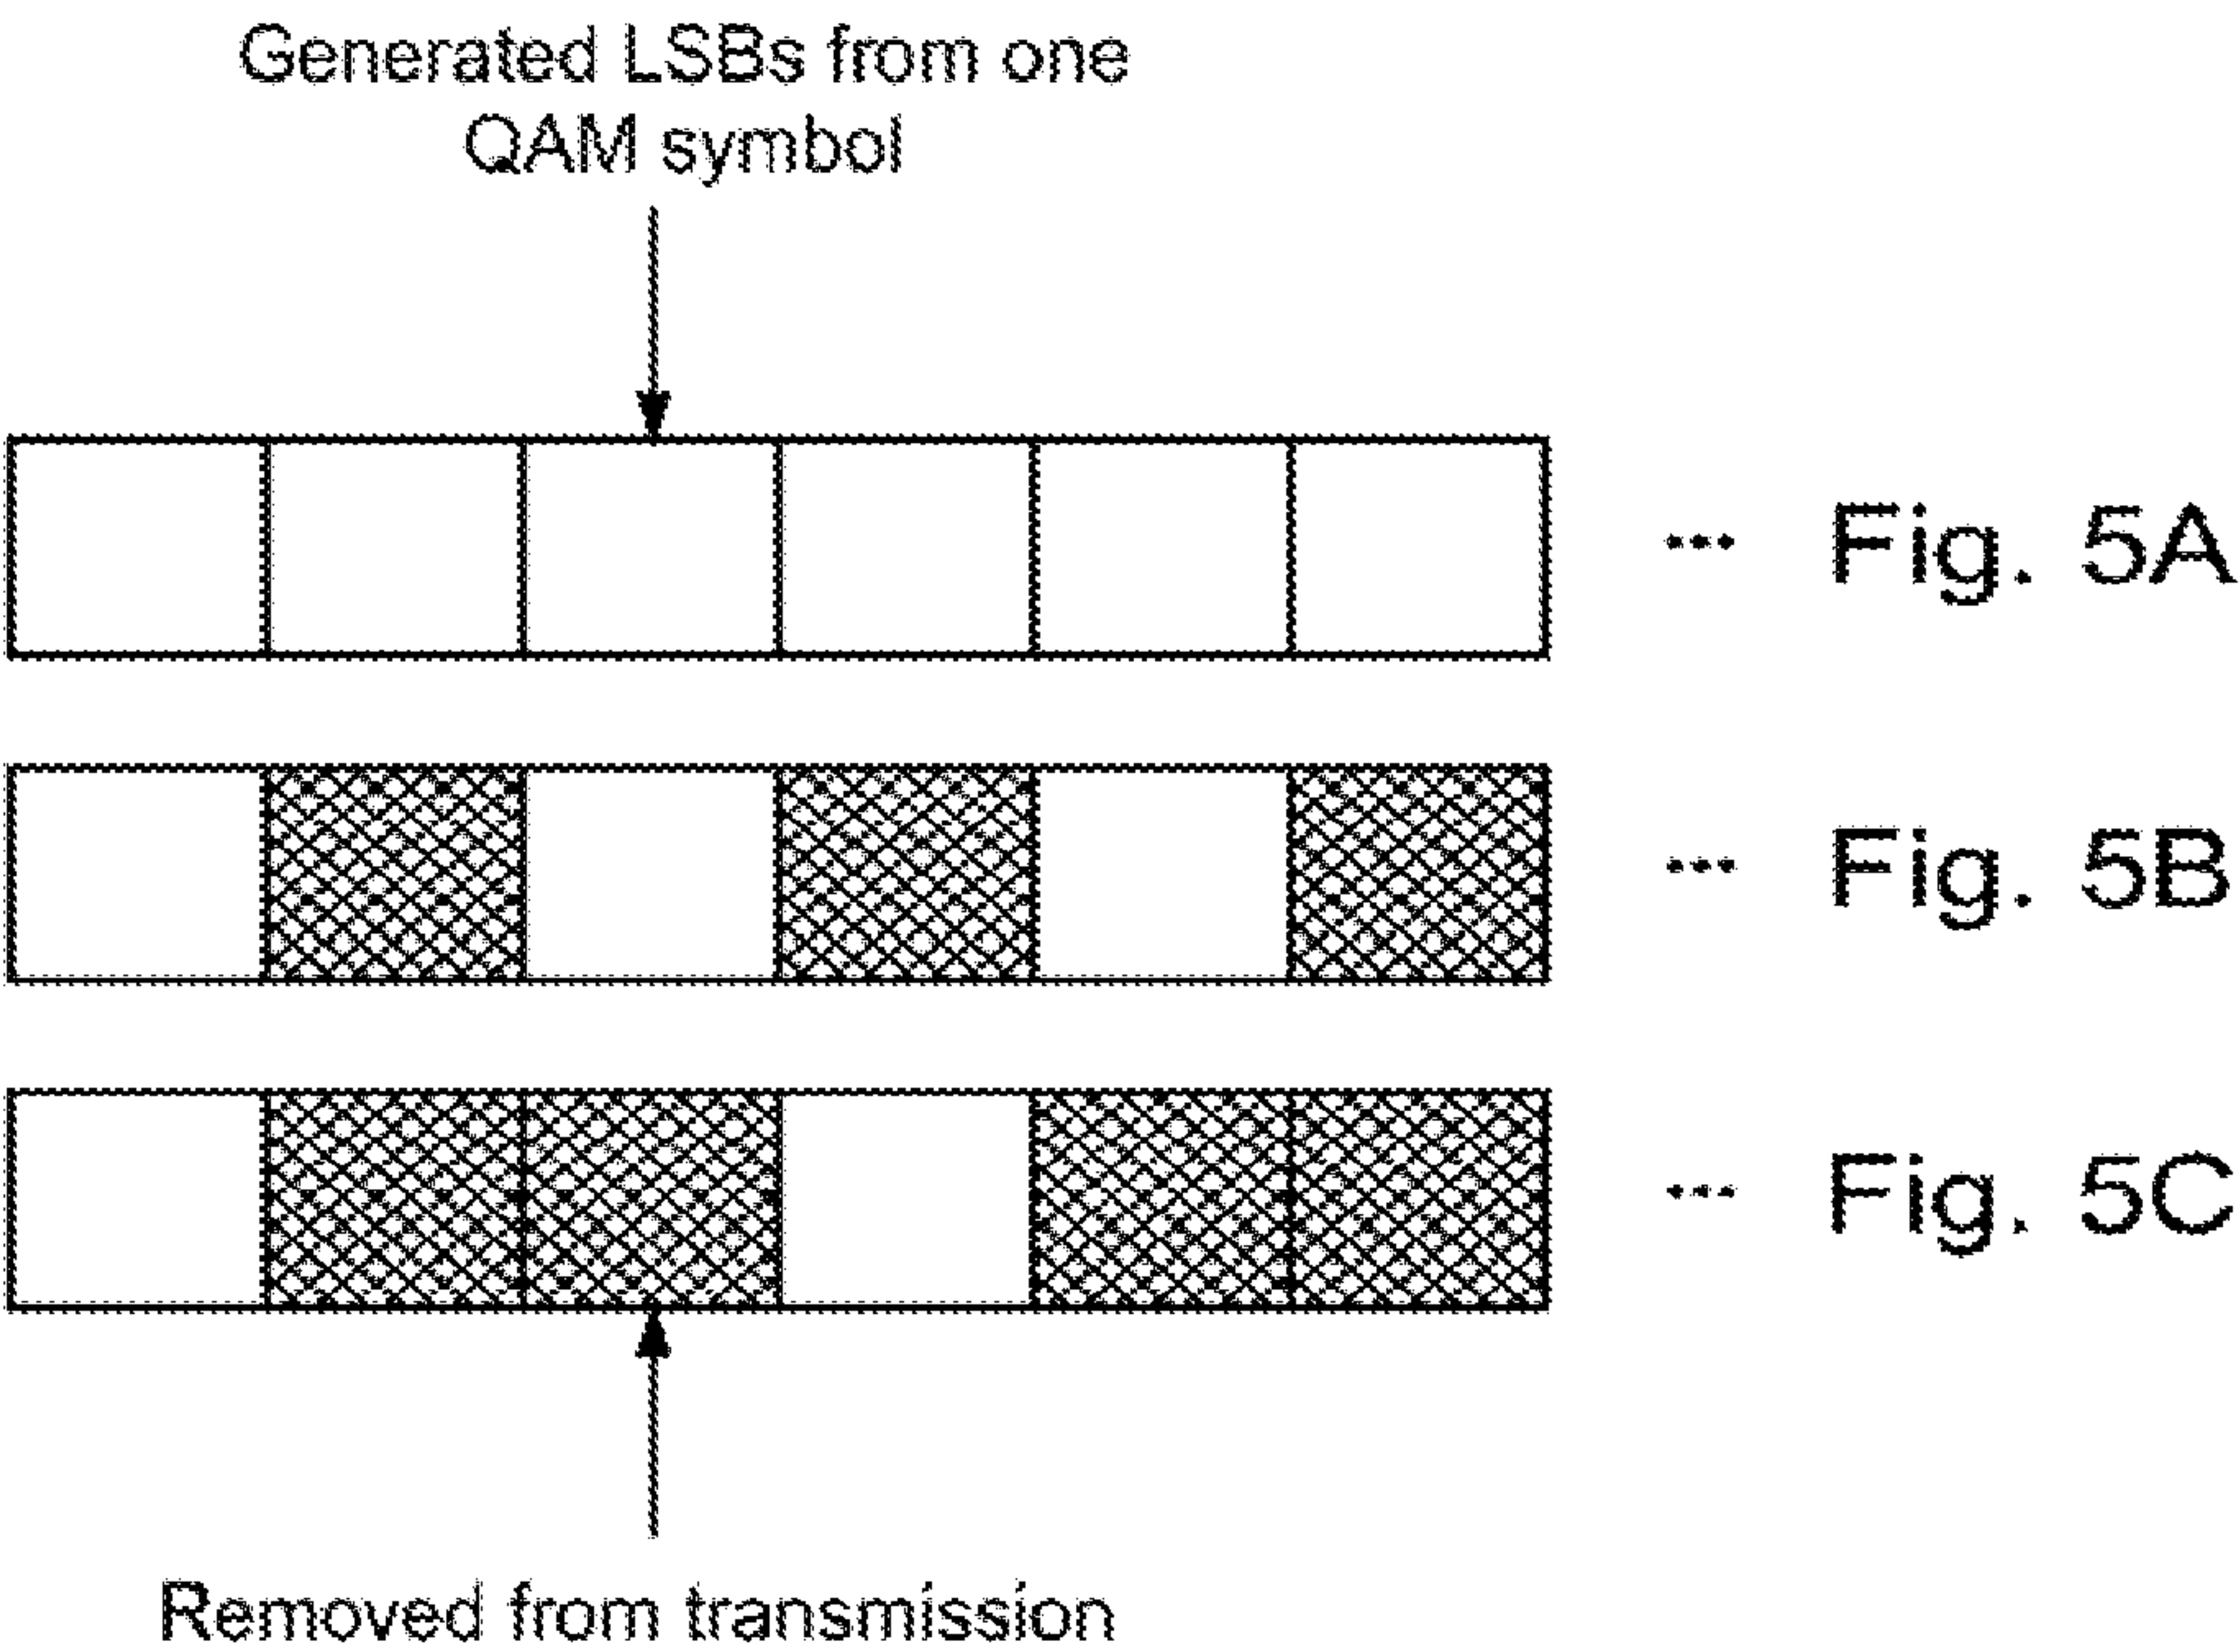 Generated LSBs from one
QAM symbol
... Fig. 5A
... Fig. 5B
... Fig. 5C
Removed from transmission